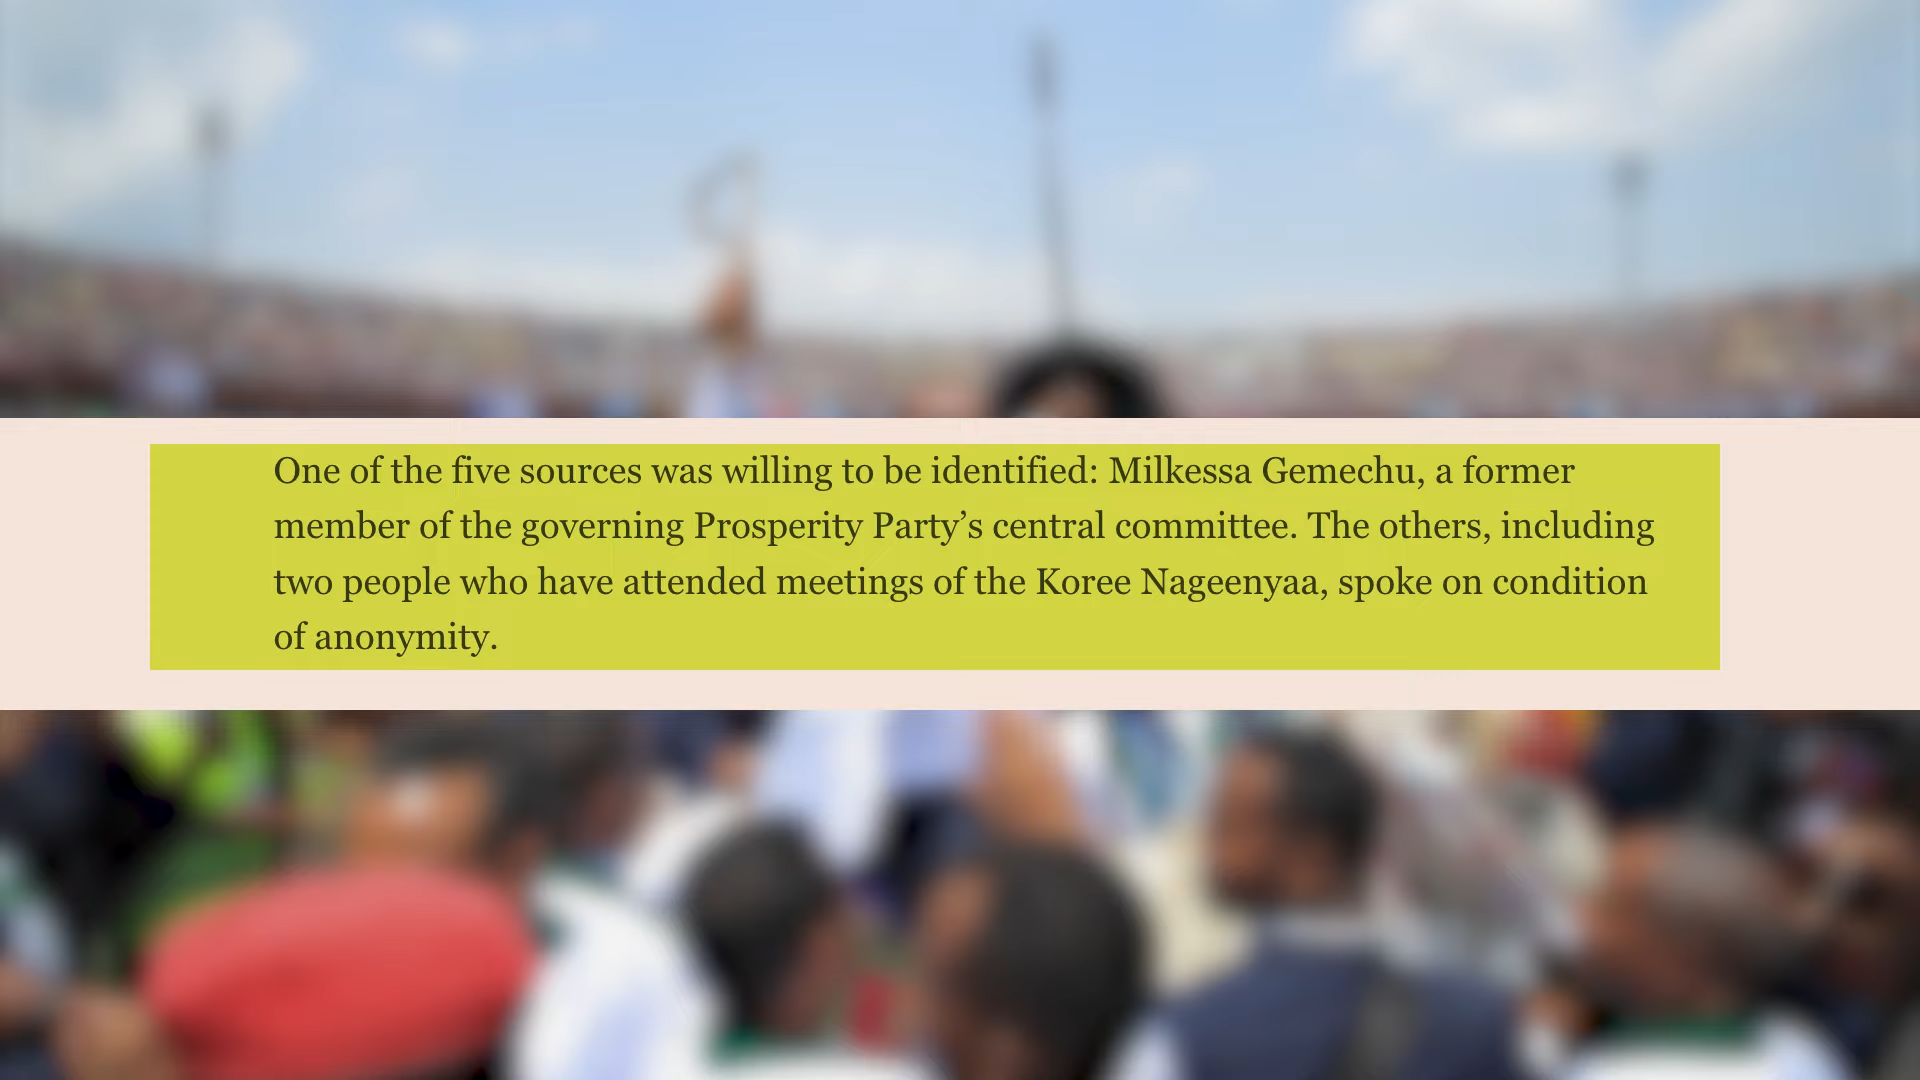 One of the five sources was willing to be identified: Milkessa Gemechu, a former
member of the governing Prosperity Party’s central committee. The others, including
two people who have attended meetings of the Koree Nageenyaa, spoke on condition
of anonymity.